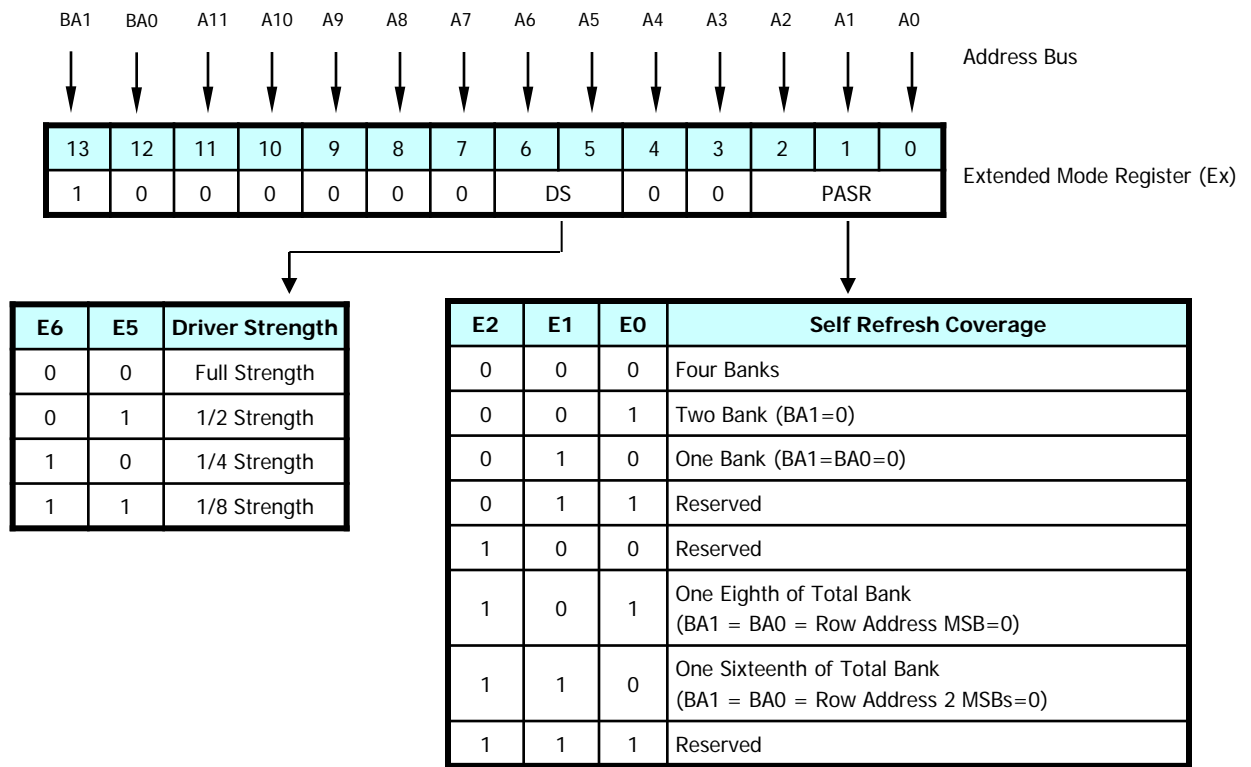 BA1 BA0 A11 A10 A9 A8 A7 A6 A5 A4 A3 A2 A1 A0
Address Bus
13 12 11 10 9 8 7 6 5 4 3 2 1 0
Extended Mode Register (Ex)
1 0 0 0 0 0 0 DS 0 0 PASR
E6 E5 Driver Strength
0 0 Full Strength
0 1 1/2 Strength
1 0 1/4 Strength
1 1 1/8 Strength
E2 E1 E0 Self Refresh Coverage
0 0 0 Four Banks
0 0 1 Two Bank (BA1=0)
0 1 0 One Bank (BA1=BA0=0)
0 1 1 Reserved
1 0 0 Reserved
1 0 1 One Eighth of Total Bank
(BA1 = BA0 = Row Address MSB=0)
1 1 0 One Sixteenth of Total Bank
(BA1 = BA0 = Row Address 2 MSBs=0)
1 1 1 Reserved